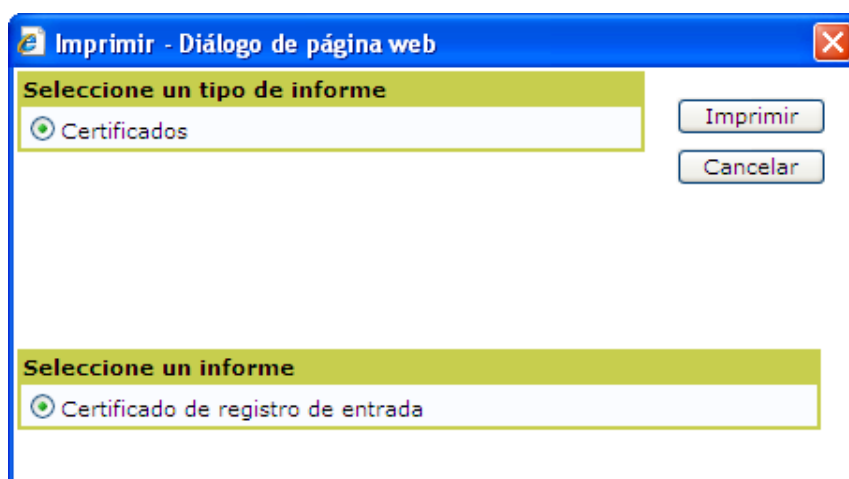 Imprimir - Diálogo de página web
Seleccione un tipo de informe
Certificados
Imprimir
Cancelar
Seleccione un informe
Certificado de registro de entrada